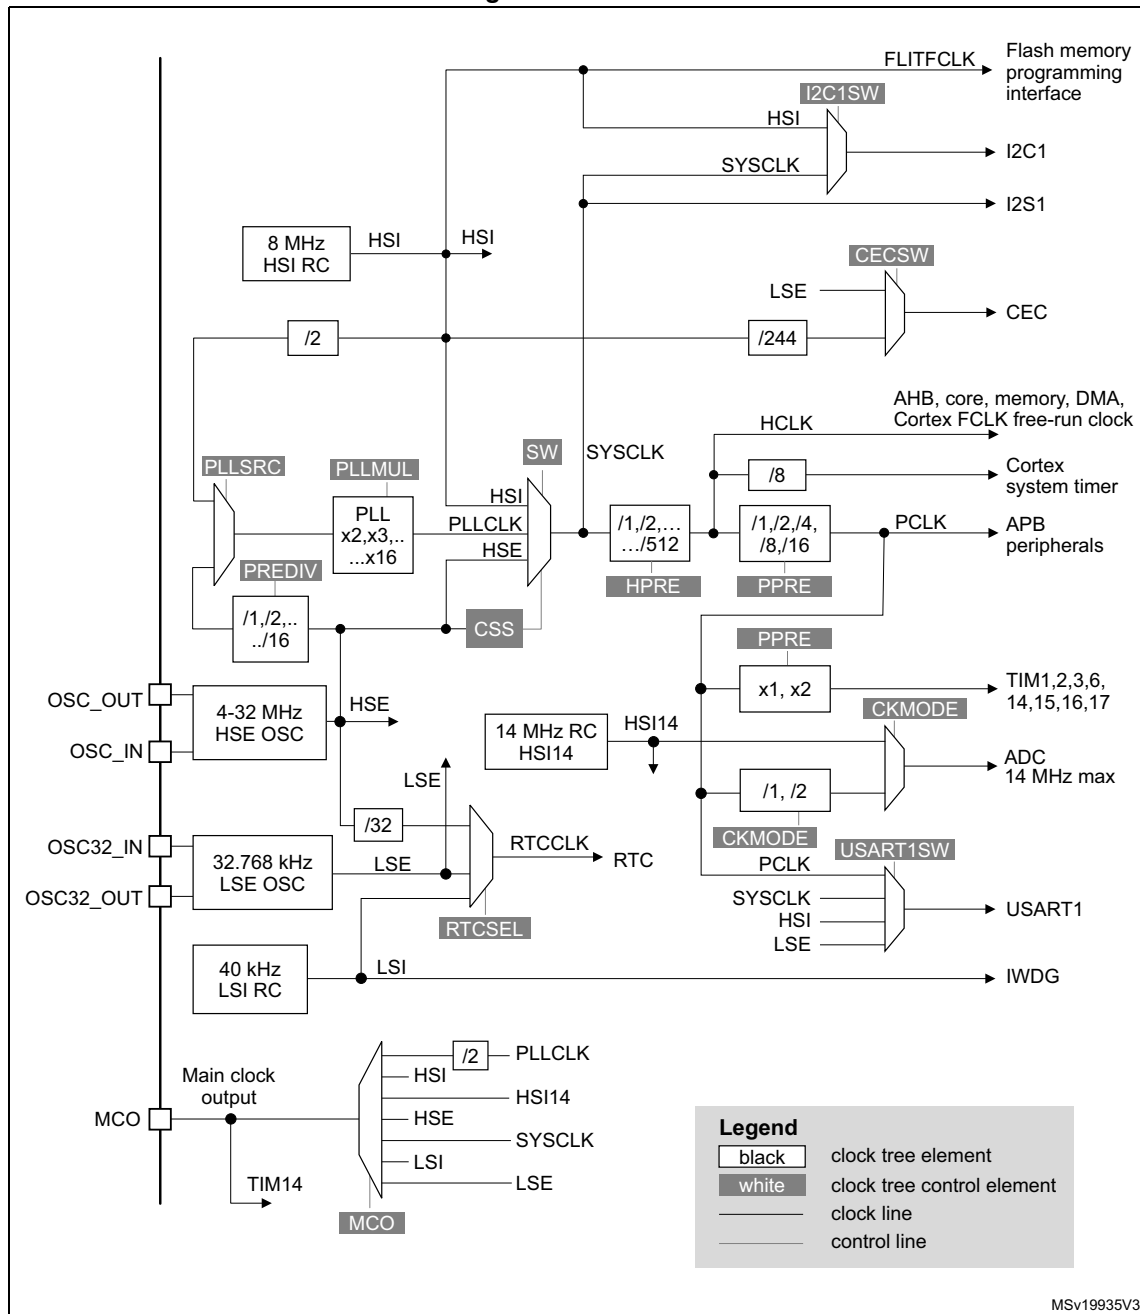 FLITFCLK
Flash memory
programming
interface
I2C1SW
HSI
I2C1
SYSCLK
I2S1
8 MHz
HSI RC
HSI
HSI
CECSW
LSE
CEC
/2
/244
AHB, core, memory, DMA,
Cortex FCLK free-run clock
HCLK
PLLSRC
PLLMUL
SW
SYSCLK
/8
Cortex
system timer
PLL
x2,x3,..
...x16
HSI
PLLCLK
HSE
/1,/2,...
.../512
/1,/2,/4,
/8,/16
PCLK
APB
peripherals
HPRE
PPRE
PREDIV
/1,/2,..
../16
CSS
PPRE
x1, x2
TIM1,2,3,6,
14,15,16,17
OSC_OUT
OSC_IN
4-32 MHz
HSE OSC
HSE
14 MHz RC
HSI14
HSI14
CKMODE
ADC
14 MHz max
/1, /2
CKMODE
LSE
/32
OSC32_IN
OSC32_OUT
32.768 kHz
LSE OSC
LSE
RTCCLK
RTC
RTCSEL
USART1SW
PCLK
SYSCLK
HSI
LSE
USART1
40 kHz
LSI RC
LSI
IWDG
MCO
Main clock
output
TIM14
/2
PLLCLK
HSI
HSI14
HSE
SYSCLK
LSI
LSE
MCO
Legend
black
clock tree element
white
clock tree control element
clock line
control line
MSv19935V3